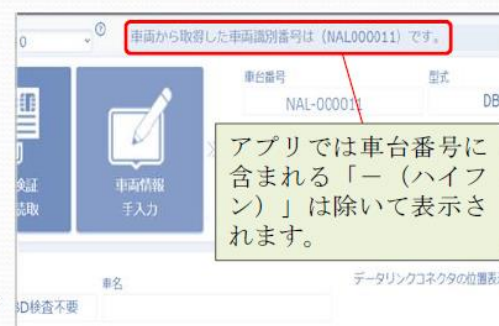 0
車両から取得した車両識別番号は（NAL000011）です。
車台番号
型式
NAL-000011
DB
検証
読取
車両情報
手入力
アプリでは車台番号に
含まれる「－（ハイフ
ン）」は除いて表示さ
れます。
車名
データリンクコネクタの位置表
BD検査不要